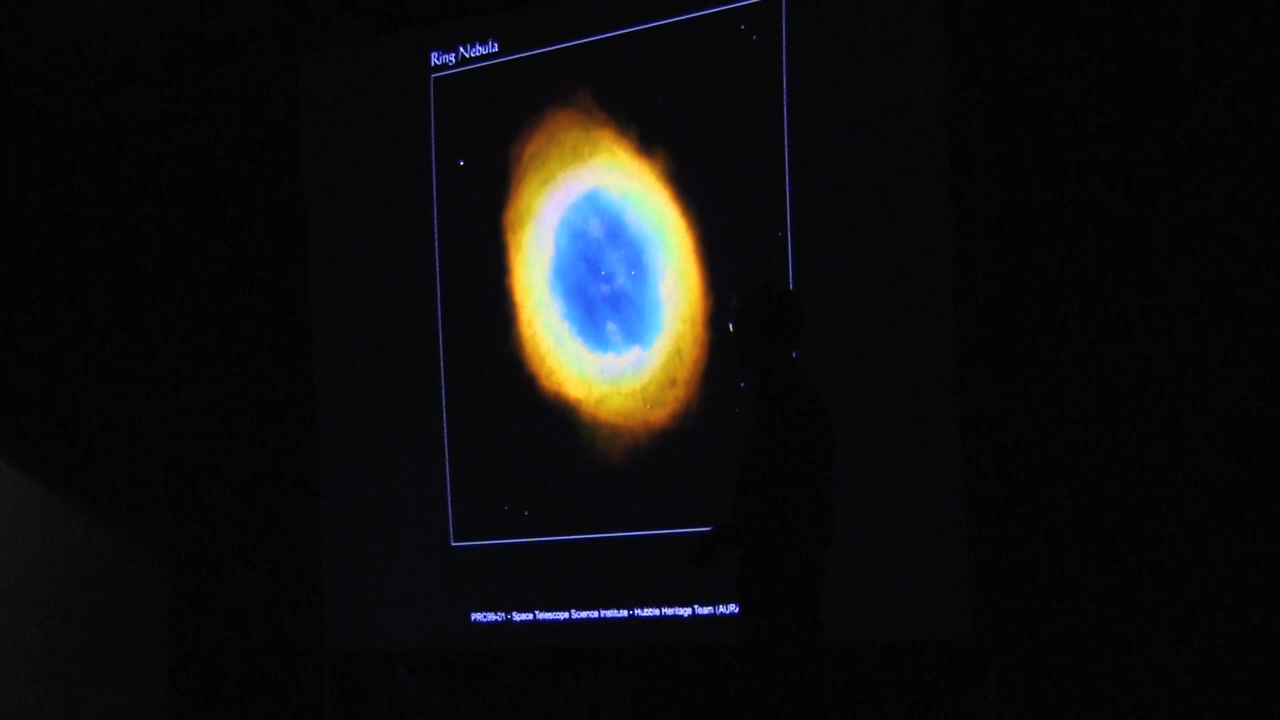 Ring Nebula
PRC99-01 • Space Telescope Science Institute • Hubble Heritage Team (AURA